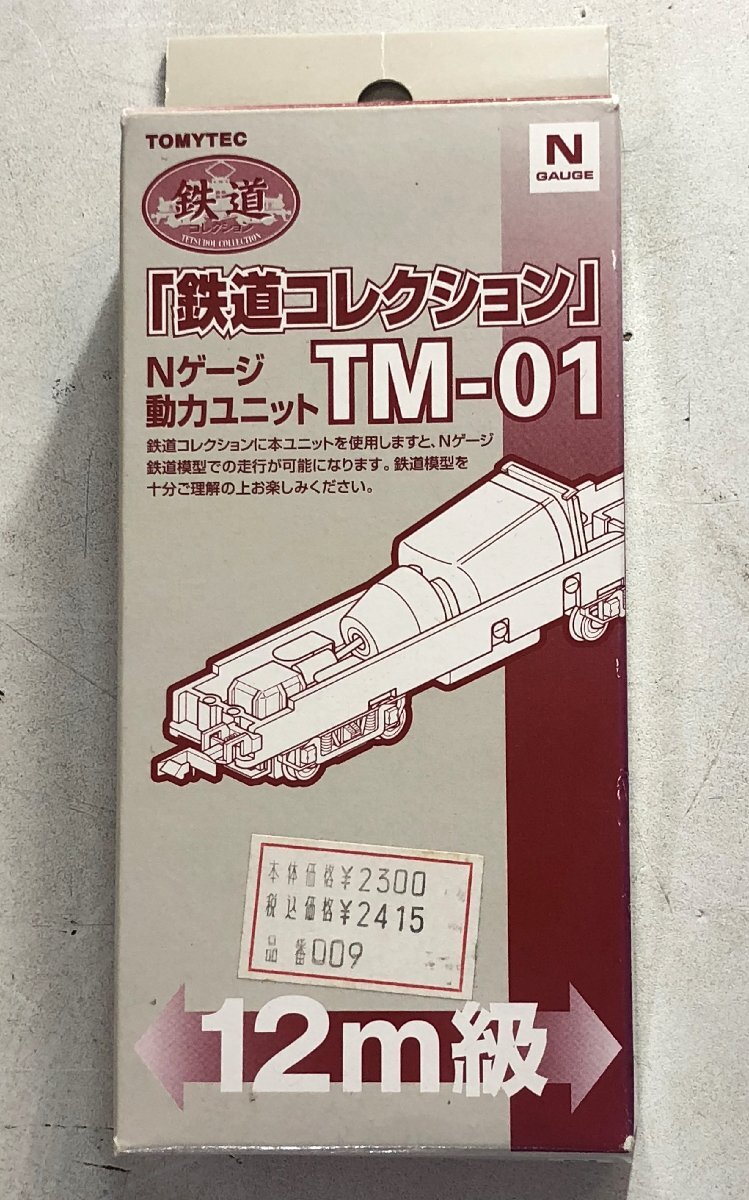 TOMYTEC
N
GAUGE
鉄道
コレクション
TETSUDOU COLLECTION
「鉄道コレクション」
Nゲージ
動力ユニット TM-01
鉄道コレクションに本ユニットを使用しますと、Nゲージ
鉄道模型での走行が可能になります。鉄道模型を
十分ご理解の上お楽しみください。
本体価格¥2300
税込価格¥2415
品番009
12m級